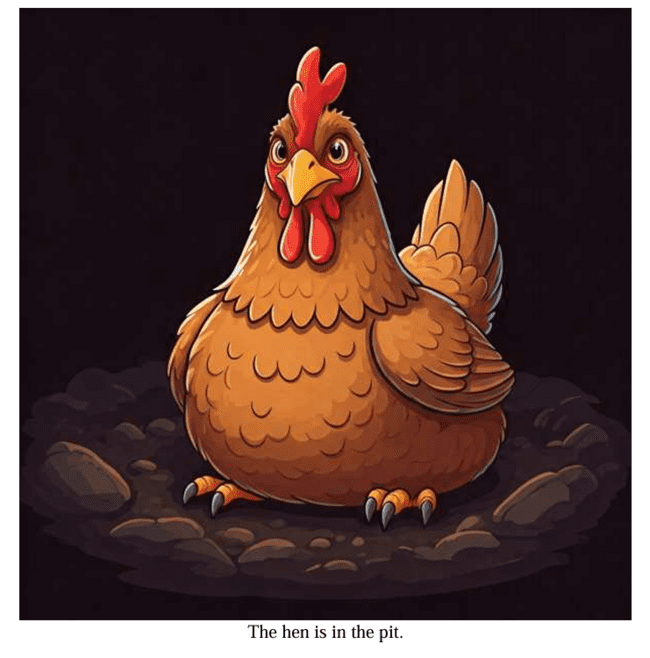 The hen is in the pit.